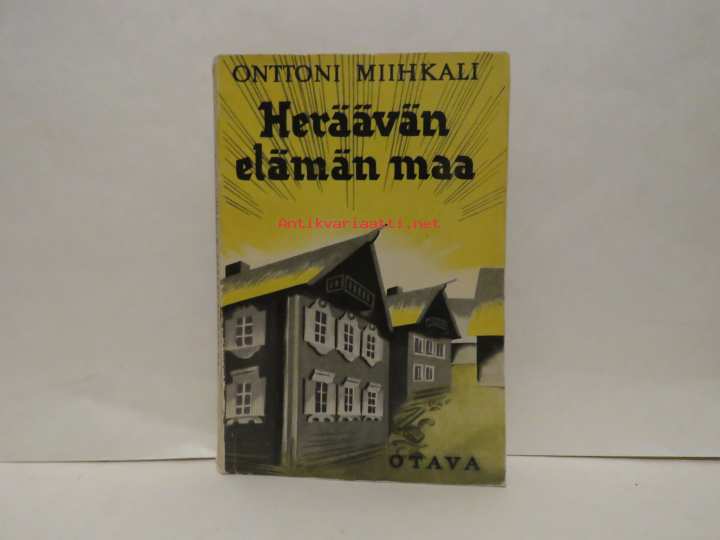 ONTTONI MIIHKALI
Heräävän
elämän maa
Antikvariaatti.net
OTAVA